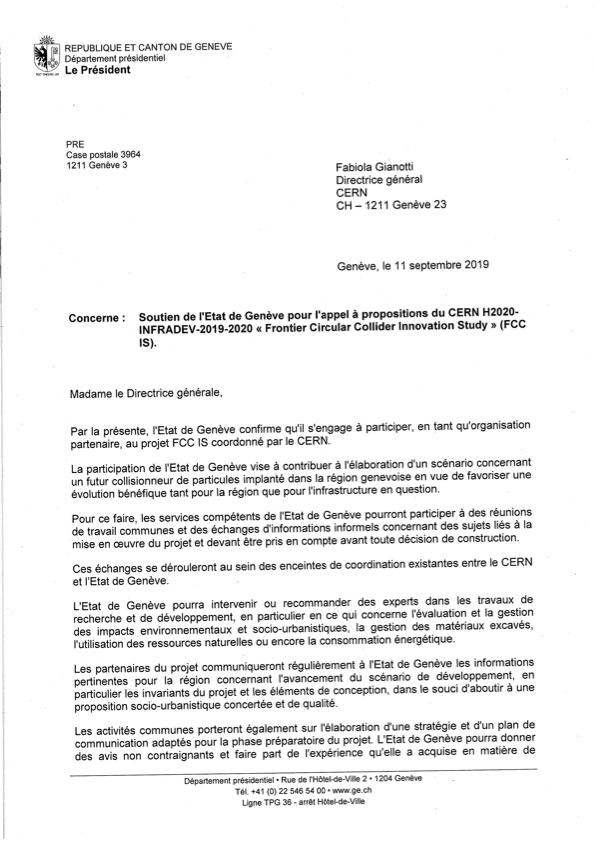 REPUBLIQUE ET CANTON DE GENEVE
Département présidentiel
Le Président
PRE
Case postale 3964
1211 Genève 3
Fabiola Gianotti
Directrice général
CERN
CH – 1211 Genève 23
Genève, le 11 septembre 2019
Concerne : Soutien de l'Etat de Genève pour l'appel à propositions du CERN H2020-
INFRADEV-2019-2020 « Frontier Circular Collider Innovation Study » (FCC
IS).
Madame le Directrice générale,
Par la présente, l'Etat de Genève confirme qu'il s'engage à participer, en tant qu'organisation
partenaire, au projet FCC IS coordonné par le CERN.
La participation de l'Etat de Genève vise à contribuer à l'élaboration d'un scénario concernant
un futur collisionneur de particules implanté dans la région genevoise en vue de favoriser une
évolution bénéfique tant pour la région que pour l'infrastructure en question.
Pour ce faire, les services compétents de l'Etat de Genève pourront participer à des réunions
de travail communes et des échanges d'informations informels concernant des sujets liés à la
mise en œuvre du projet et devant être pris en compte avant toute décision de construction.
Ces échanges se dérouleront au sein des enceintes de coordination existantes entre le CERN
et l'Etat de Genève.
L'Etat de Genève pourra intervenir ou recommander des experts dans les travaux de
recherche et de développement, en particulier en ce qui concerne l'évaluation et la gestion
des impacts environnementaux et socio-urbanistiques, la gestion des matériaux excavés,
l'utilisation des ressources naturelles ou encore la consommation énergétique.
Les partenaires du projet communiqueront régulièrement à l'Etat de Genève les informations
pertinentes pour la région concernant l'avancement du scénario de développement, en
particulier les invariants du projet et les éléments de conception, dans le souci d'aboutir à une
proposition socio-urbanistique concertée et de qualité.
Les activités communes porteront également sur l'élaboration d'une stratégie et d'un plan de
communication adaptés pour la phase préparatoire du projet. L'Etat de Genève pourra donner
des avis non contraignants et faire part de l'expérience qu'elle a acquise en matière de
Département présidentiel • Rue de l'Hôtel-de-Ville 2 • 1204 Genève
Tél. +41 (0) 22 546 54 00 • www.ge.ch
Ligne TPG 36 - arrêt Hôtel-de-Ville